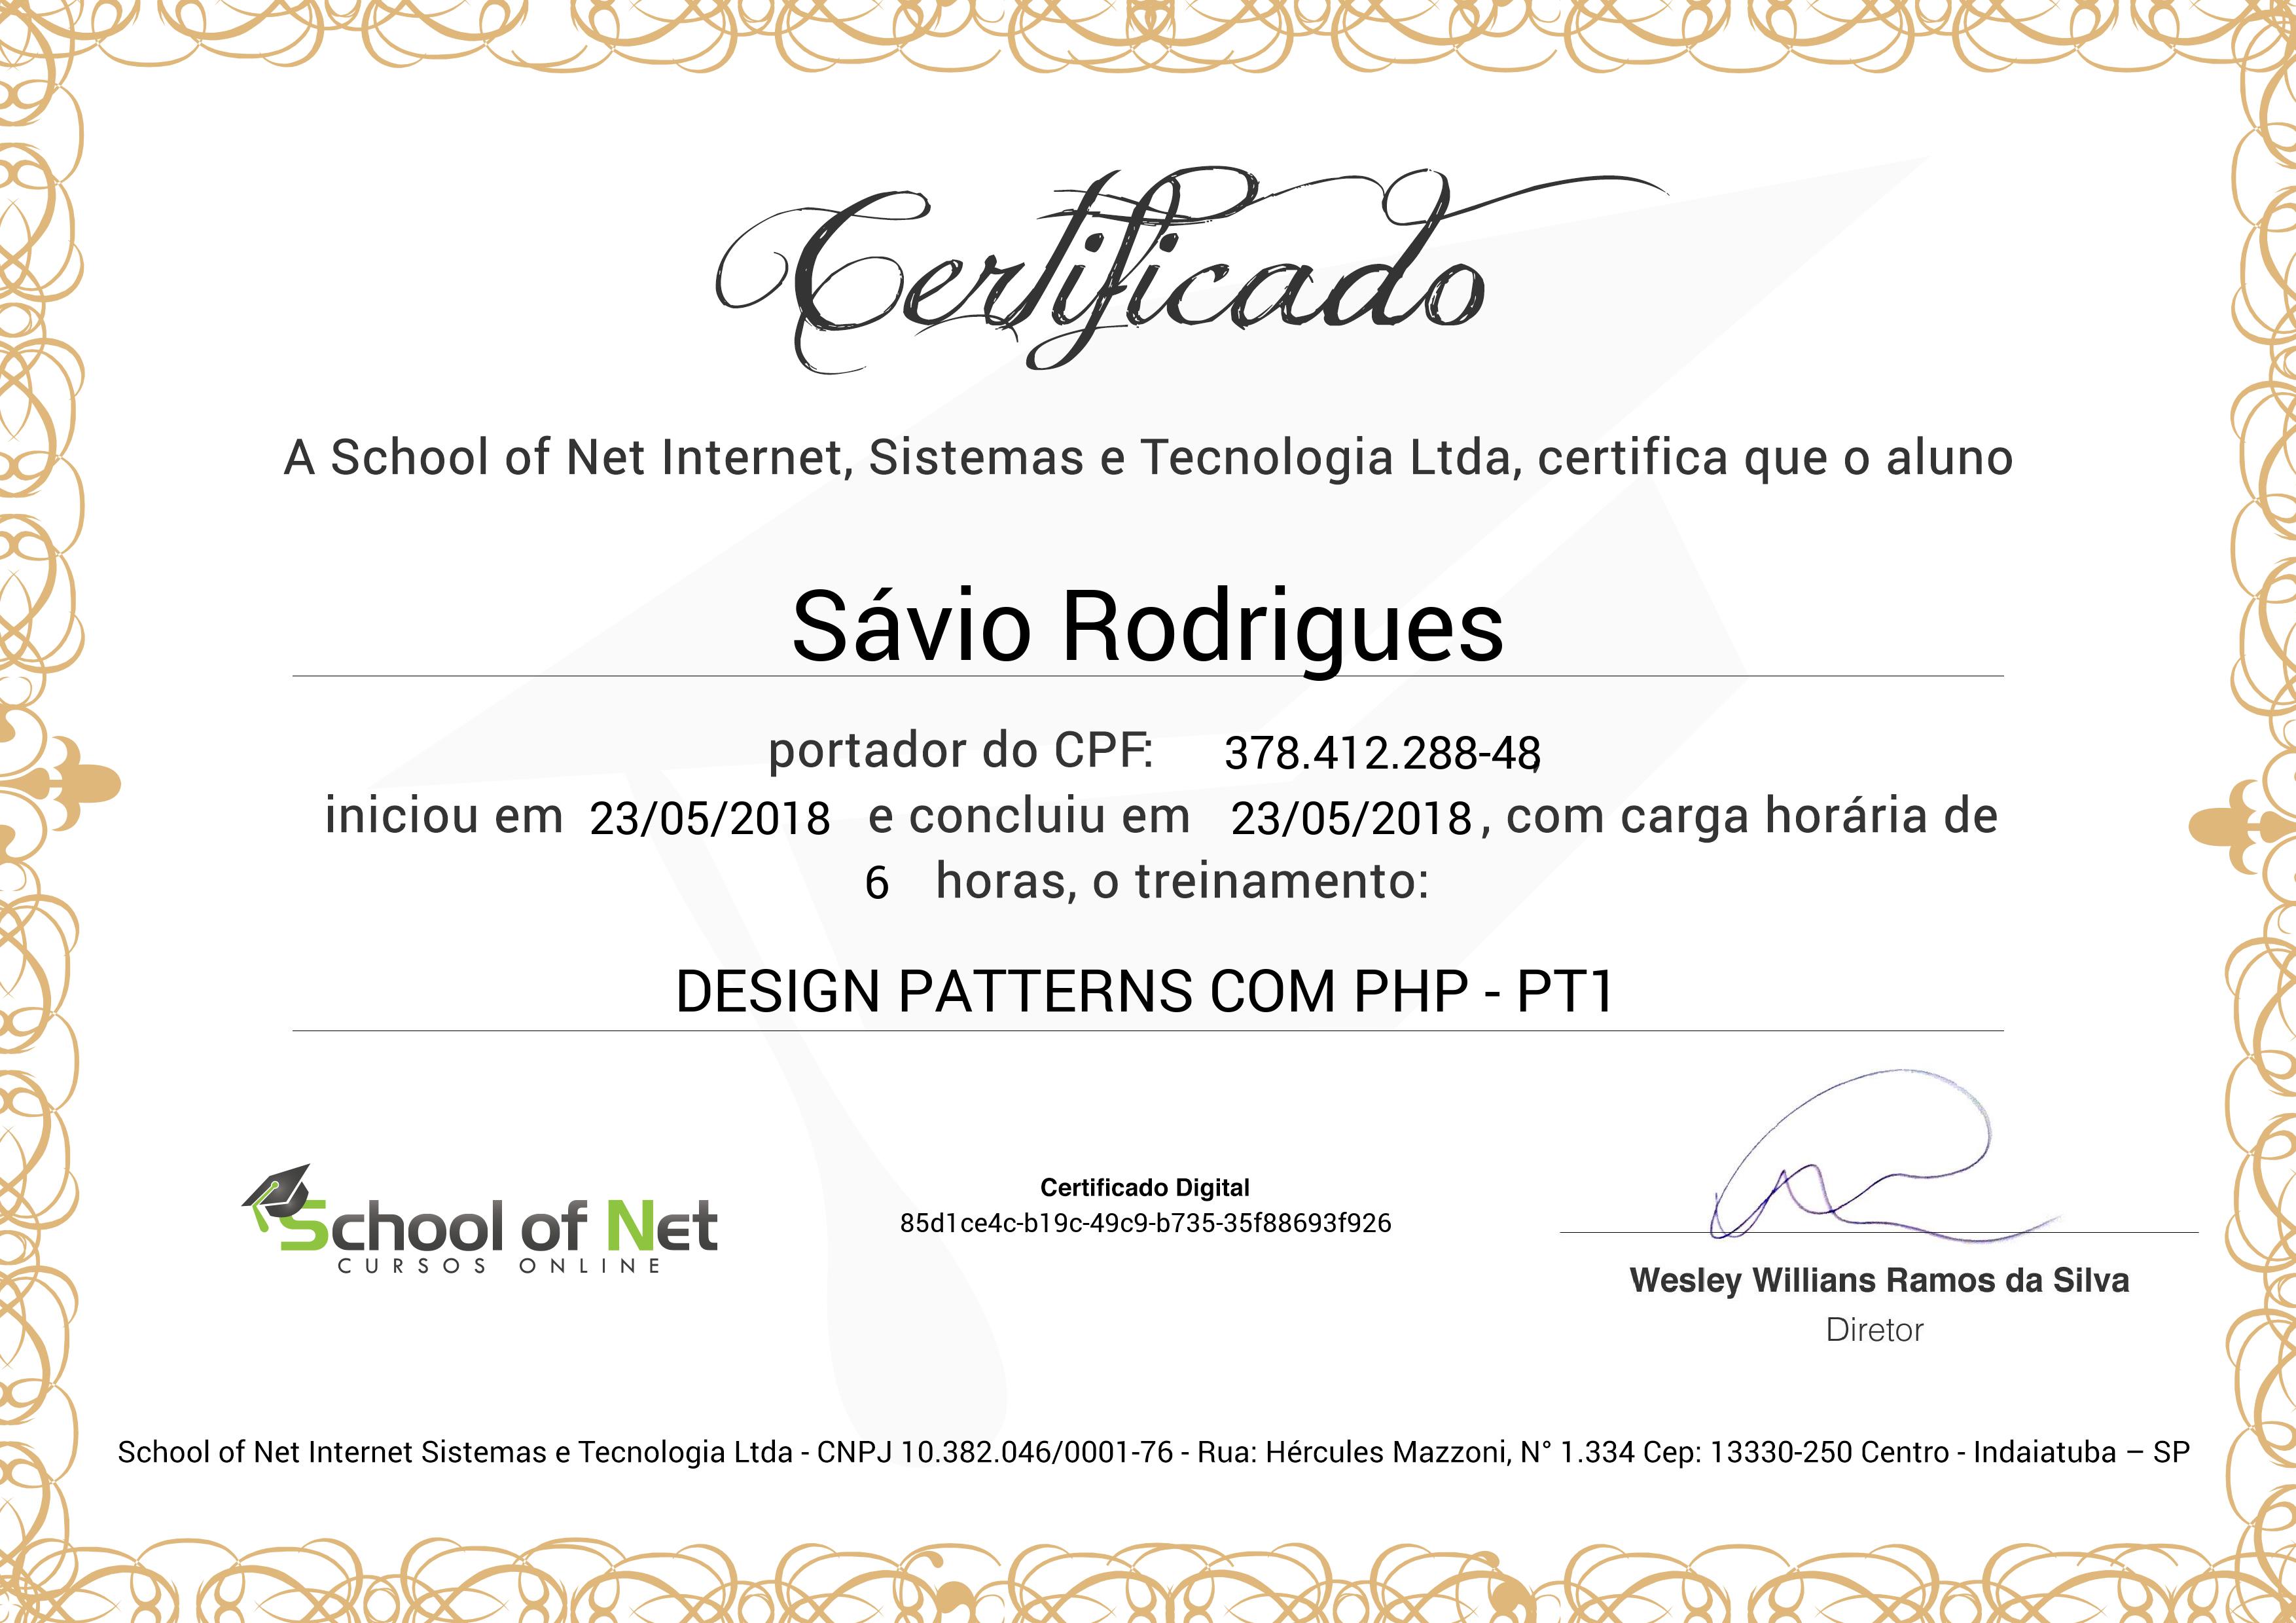 Certificado
A School of Net Internet, Sistemas e Tecnologia Ltda, certifica que o aluno
Sávio Rodrigues
portador do CPF: 378.412.288-48,
iniciou em 23/05/2018 e concluiu em 23/05/2018, com carga horária de
6 horas, o treinamento:
DESIGN PATTERNS COM PHP - PT1
School of Net
CURSOS ONLINE
Certificado Digital
85d1ce4c-b19c-49c9-b735-35f88693f926
Wesley Willians Ramos da Silva
Diretor
School of Net Internet Sistemas e Tecnologia Ltda - CNPJ 10.382.046/0001-76 - Rua: Hércules Mazzoni, N° 1.334 Cep: 13330-250 Centro - Indaiatuba – SP